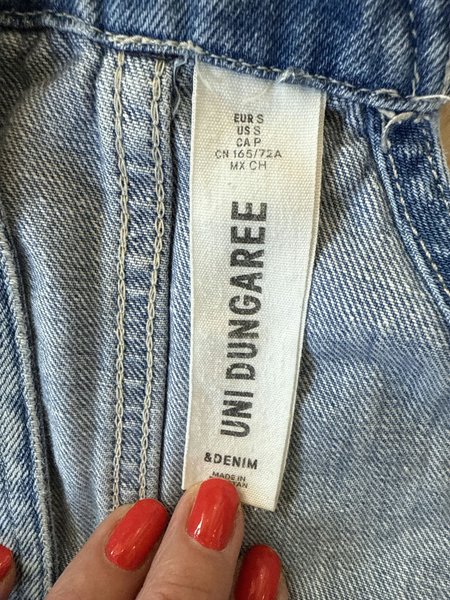 EUR S
US S
CA P
CN 165/72A
MX CH
UNI DUNGAREE
&DENIM
MADE IN